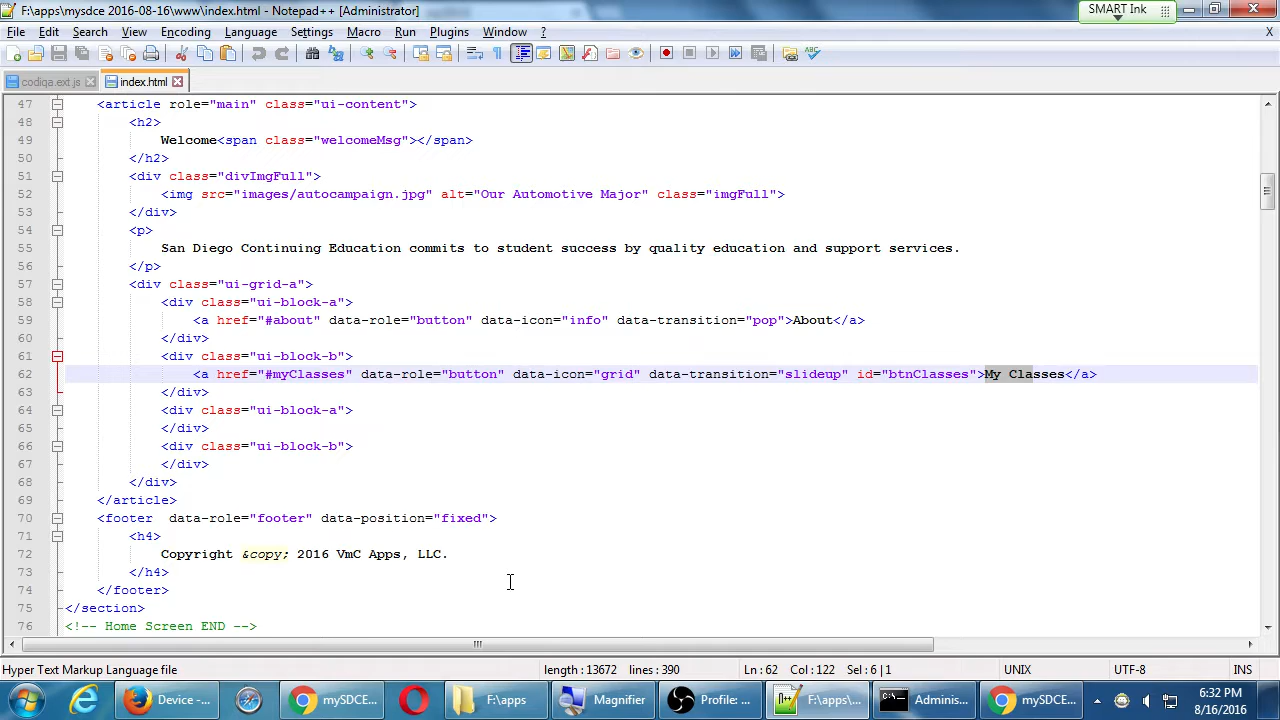 F:\apps\mysdce 2016-08-16\www\index.html - Notepad++ [Administrator]
SMART Ink
File Edit Search View Encoding Language Settings Macro Run Plugins Window ?
X
codiqa.ext.js index.html
47 <article role="main" class="ui-content">
48 <h2>
49 Welcome<span class="welcomeMsg"></span>
50 </h2>
51 <div class="divImgFull">
52 <img src="images/autocampaign.jpg" alt="Our Automotive Major" class="imgFull">
53 </div>
54 <p>
55 San Diego Continuing Education commits to student success by quality education and support services.
56 </p>
57 <div class="ui-grid-a">
58 <div class="ui-block-a">
59 <a href="#about" data-role="button" data-icon="info" data-transition="pop">About</a>
60 </div>
61 <div class="ui-block-b">
62 <a href="#myClasses" data-role="button" data-icon="grid" data-transition="slideup" id="btnClasses">My Classes</a>
63 </div>
64 <div class="ui-block-a">
65 </div>
66 <div class="ui-block-b">
67 </div>
68 </div>
69 </article>
70 <footer data-role="footer" data-position="fixed">
71 <h4>
72 Copyright &copy; 2016 VmC Apps, LLC.
73 </h4>
74 </footer>
75 </section>
76 <!-- Home Screen END -->
Hyper Text Markup Language file length : 13672 lines : 390 Ln : 62 Col : 122 Sel : 6 | 1 UNIX UTF-8 INS
Device -... mySDCE... F:\apps Magnifier Profile: ... F:\apps\... Adminis... mySDCE... 6:32 PM
8/16/2016